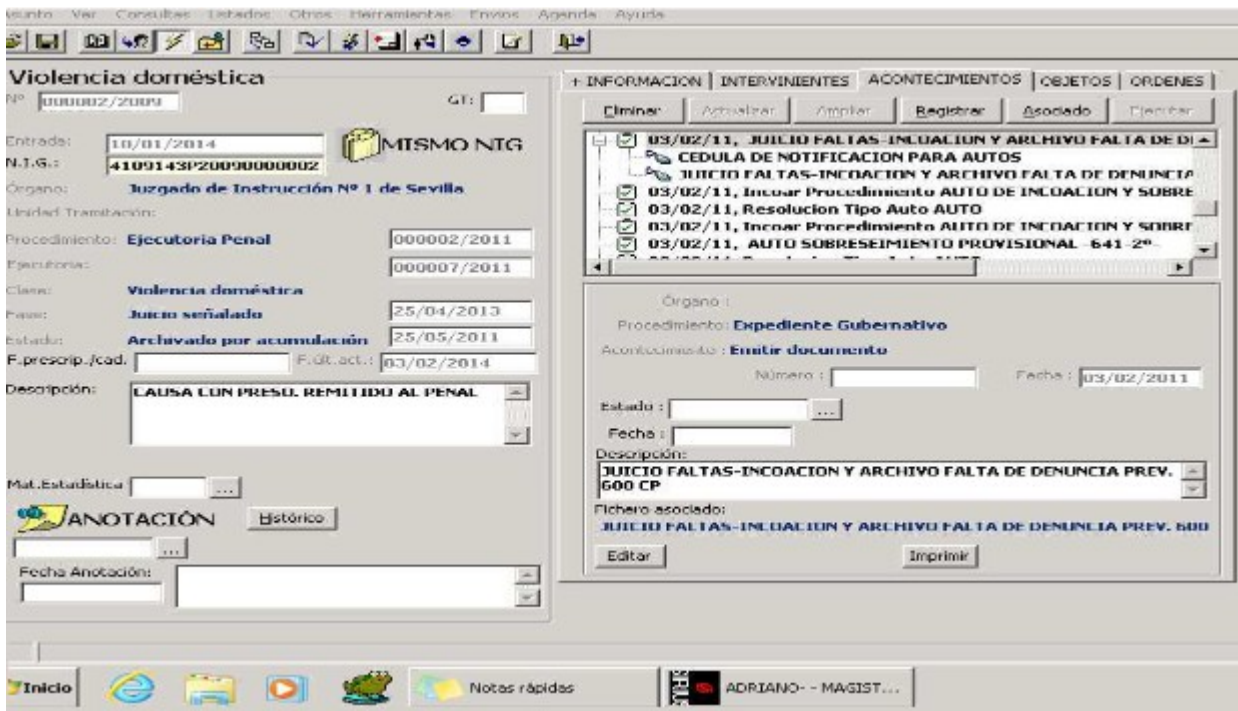 Asunto Ver Consultas Listados Otros Herramientas Envios Agenda Ayuda
Violencia doméstica
Nº 000002/2009 GT:
Entrada: 10/01/2014 MISMO NIG
N.I.G.: 4109143P20090000002
Órgano: Juzgado de Instrucción Nº 1 de Sevilla
Unidad Tramitación:
Procedimiento: Ejecutoria Penal 000002/2011
Ejecutoria: 000007/2011
Clase: Violencia doméstica
Fase: Juicio señalado 25/04/2013
Estado: Archivado por acumulación 25/05/2011
F.prescrip./cad. F.últ.act.: 03/02/2014
Descripción: CAUSA CON PRESO. REMITIDO AL PENAL
Mat.Estadística ...
ANOTACIÓN Histórico
...
Fecha Anotación:
+ INFORMACION INTERVINIENTES ACONTECIMIENTOS OBJETOS ORDENES
Eliminar Actualizar Ampliar Registrar Asociado Ejecutar
03/02/11, JUICIO FALTAS-INCOACION Y ARCHIVO FALTA DE DE
CEDULA DE NOTIFICACION PARA AUTOS
JUICIO FALTAS-INCOACION Y ARCHIVO FALTA DE DENUNCIA
03/02/11, Incoar Procedimiento AUTO DE INCOACION Y SOBRE
03/02/11, Resolucion Tipo Auto AUTO
03/02/11, Incoar Procedimiento AUTO DE INCOACION Y SOBRE
03/02/11, AUTO SOBRESEIMIENTO PROVISIONAL -641-2º-
Órgano :
Procedimiento: Expediente Gubernativo
Acontecimiento : Emitir documento
Número : Fecha : 03/02/2011
Estado : ...
Fecha :
Descripción:
JUICIO FALTAS-INCOACION Y ARCHIVO FALTA DE DENUNCIA PREV.
600 CP
Fichero asociado:
JUICIO FALTAS-INCOACION Y ARCHIVO FALTA DE DENUNCIA PREV. 600
Editar Imprimir
Inicio Notas rápidas ADRIANO- - MAGIST...